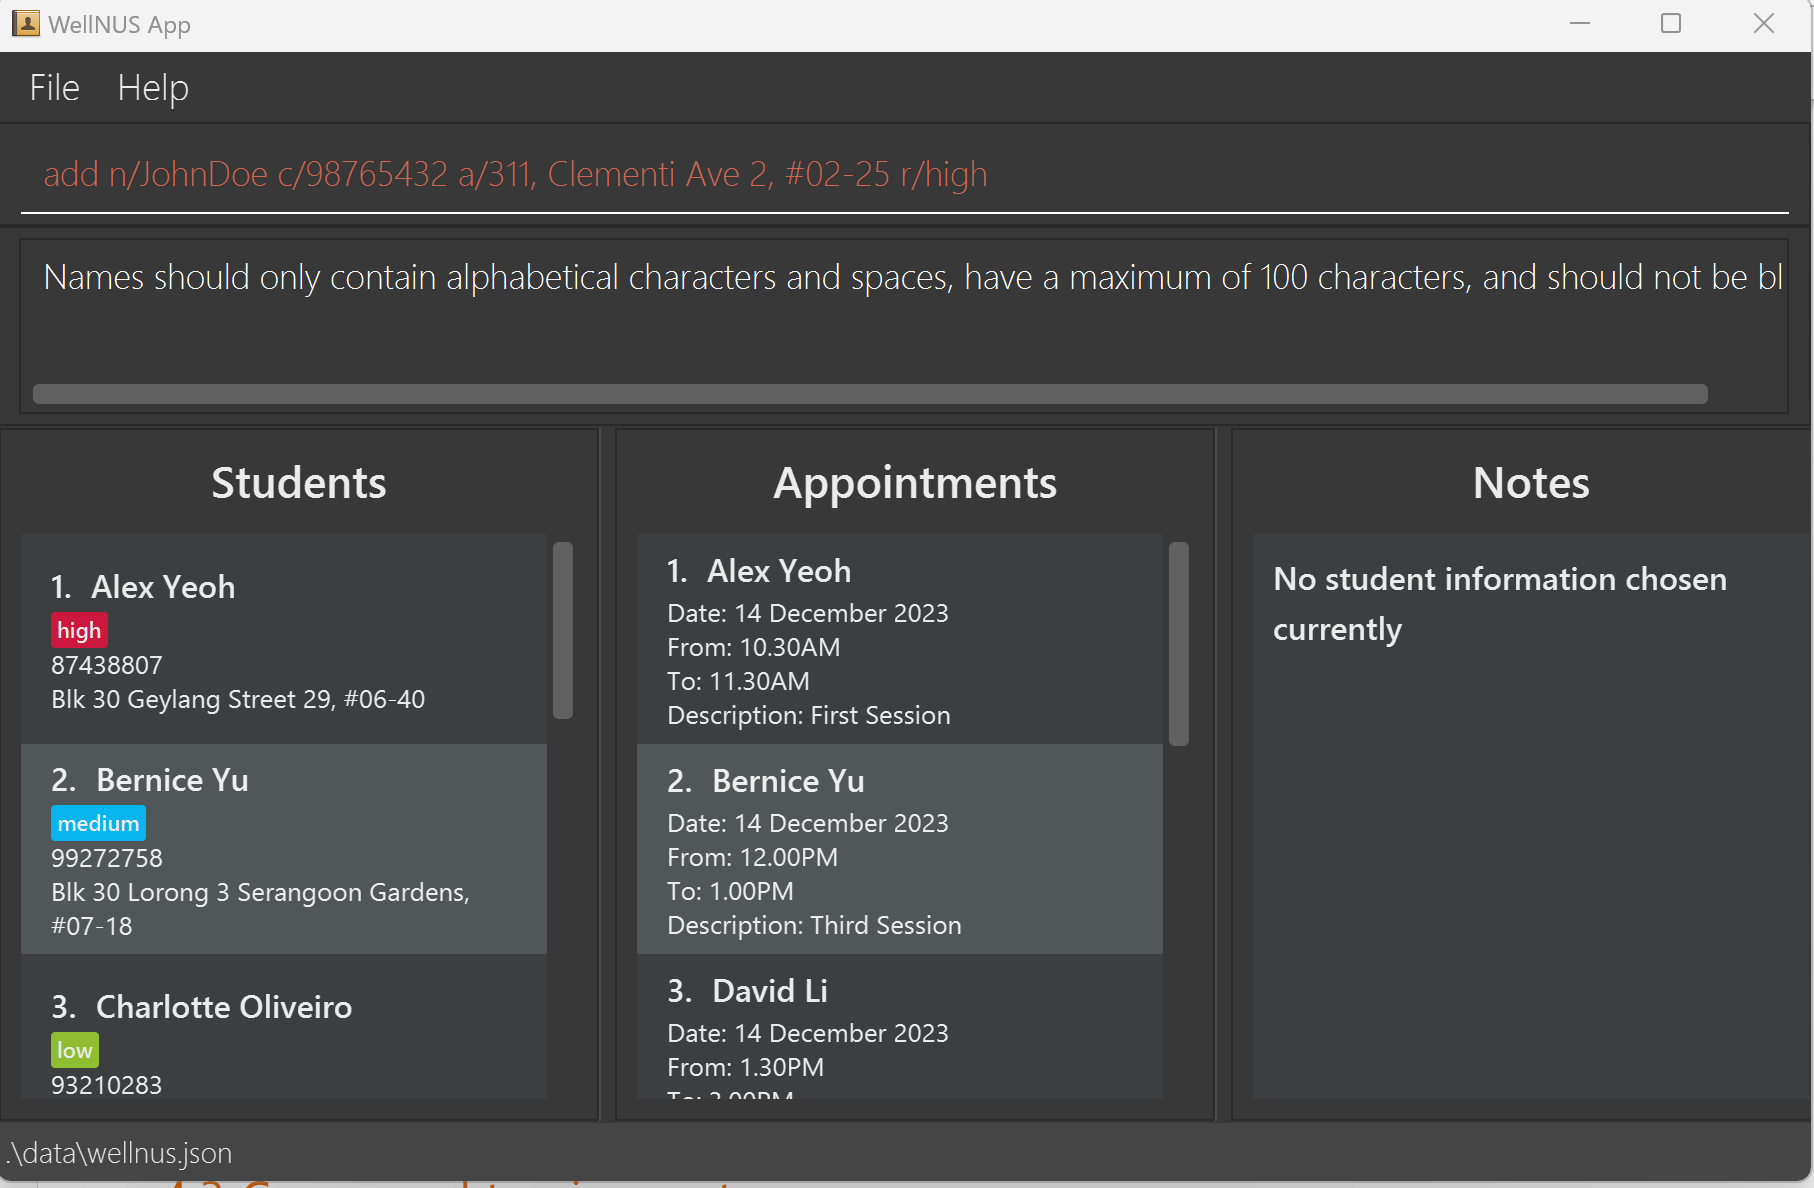 WellNUS App
File Help
add n/JohnDoe c/98765432 a/311, Clementi Ave 2, #02-25 r/high
Names should only contain alphabetical characters and spaces, have a maximum of 100 characters, and should not be bl
Students
1. Alex Yeoh
high
87438807
Blk 30 Geylang Street 29, #06-40
2. Bernice Yu
medium
99272758
Blk 30 Lorong 3 Serangoon Gardens,
#07-18
3. Charlotte Oliveiro
low
93210283
Appointments
1. Alex Yeoh
Date: 14 December 2023
From: 10.30AM
To: 11.30AM
Description: First Session
2. Bernice Yu
Date: 14 December 2023
From: 12.00PM
To: 1.00PM
Description: Third Session
3. David Li
Date: 14 December 2023
From: 1.30PM
Notes
No student information chosen
currently
.\data\wellnus.json